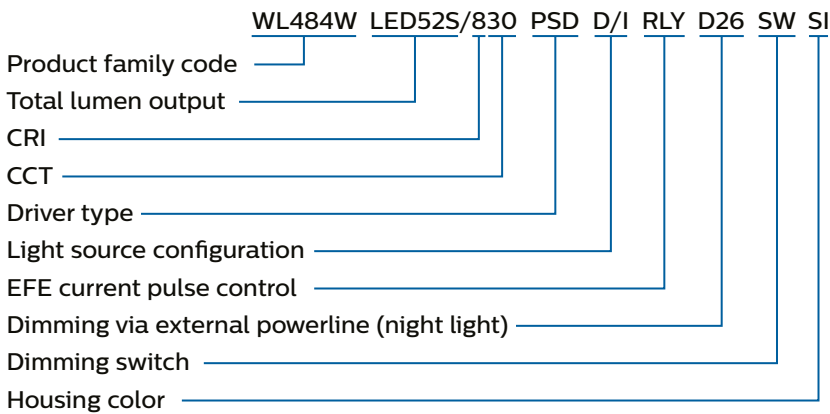 WL484W LED52S/830 PSD D/I RLY D26 SW SI
Product family code
Total lumen output
CRI
CCT
Driver type
Light source configuration
EFE current pulse control
Dimming via external powerline (night light)
Dimming switch
Housing color